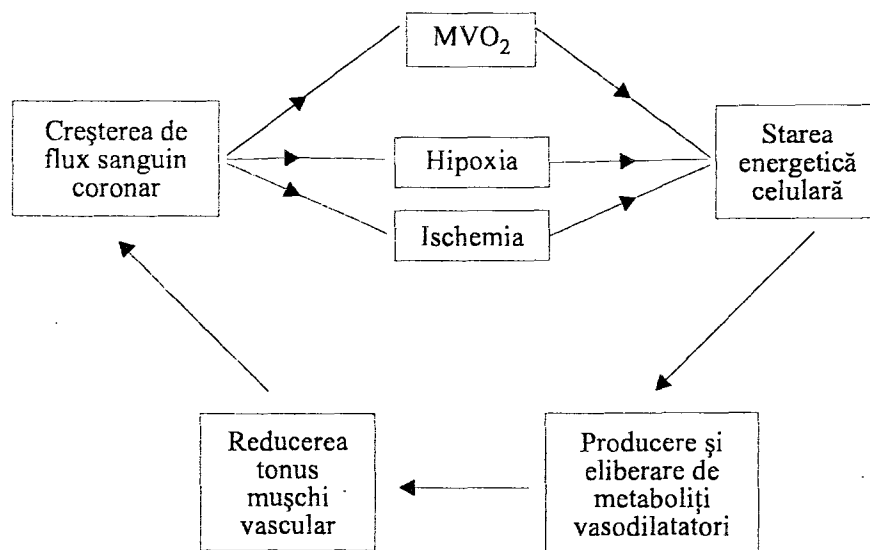 MVO₂
Creşterea de
flux sanguin
coronar
Hipoxia
Ischemia
Starea
energetică
celulară
Reducerea
tonus
muşchi
vascular
Producere şi
eliberare de
metaboliţi
vasodilatatori